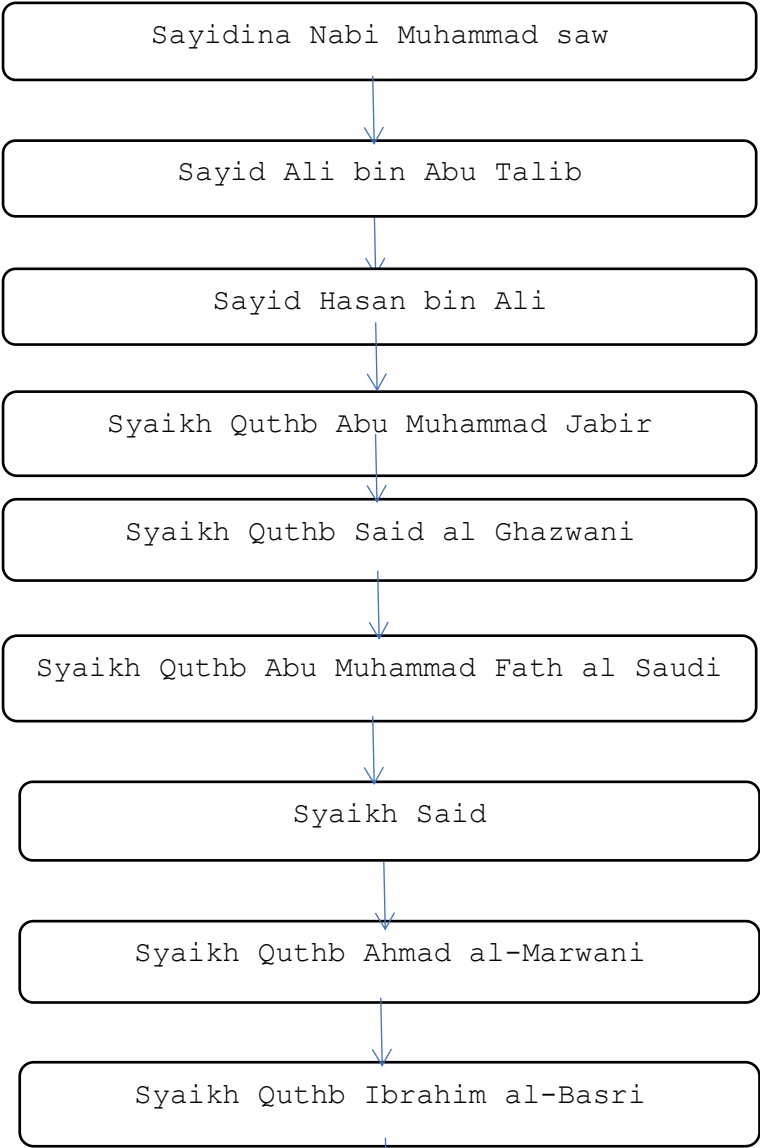 Sayidina Nabi Muhammad saw
Sayid Ali bin Abu Talib
Sayid Hasan bin Ali
Syaikh Quthb Abu Muhammad Jabir
Syaikh Quthb Said al Ghazwani
Syaikh Quthb Abu Muhammad Fath al Saudi
Syaikh Said
Syaikh Quthb Ahmad al-Marwani
Syaikh Quthb Ibrahim al-Basri